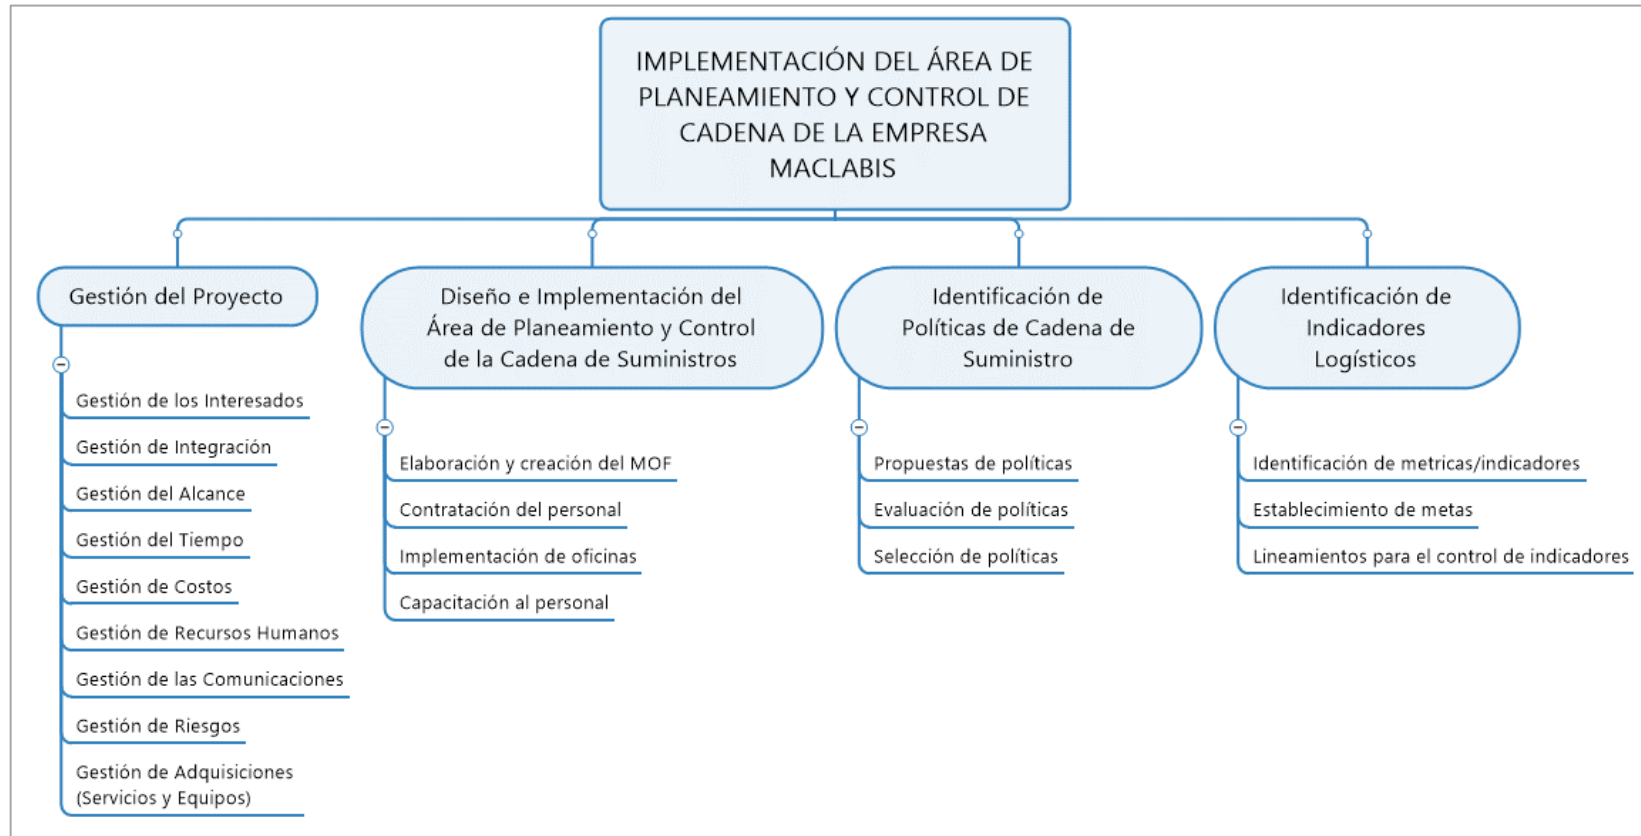 IMPLEMENTACIÓN DEL ÁREA DE
PLANEAMIENTO Y CONTROL DE
CADENA DE LA EMPRESA
MACLABIS
Gestión del Proyecto
Gestión de los Interesados
Gestión de Integración
Gestión del Alcance
Gestión del Tiempo
Gestión de Costos
Gestión de Recursos Humanos
Gestión de las Comunicaciones
Gestión de Riesgos
Gestión de Adquisiciones
(Servicios y Equipos)
Diseño e Implementación del
Área de Planeamiento y Control
de la Cadena de Suministros
Elaboración y creación del MOF
Contratación del personal
Implementación de oficinas
Capacitación al personal
Identificación de
Políticas de Cadena de
Suministro
Propuestas de políticas
Evaluación de políticas
Selección de políticas
Identificación de
Indicadores
Logísticos
Identificación de metricas/indicadores
Establecimiento de metas
Lineamientos para el control de indicadores